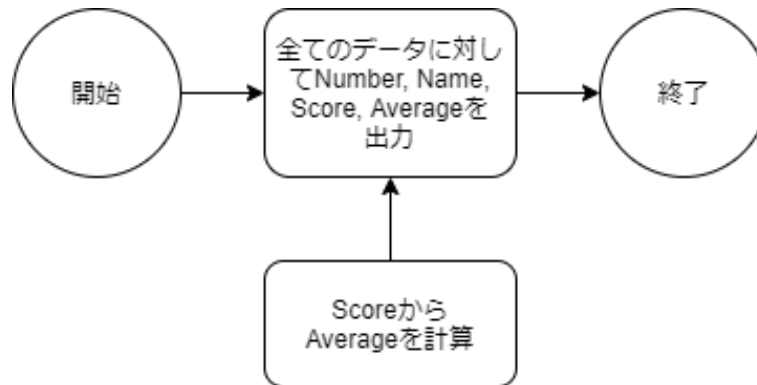 開始
全てのデータに対し
てNumber, Name,
Score, Averageを
出力
終了
Scoreから
Averageを計算